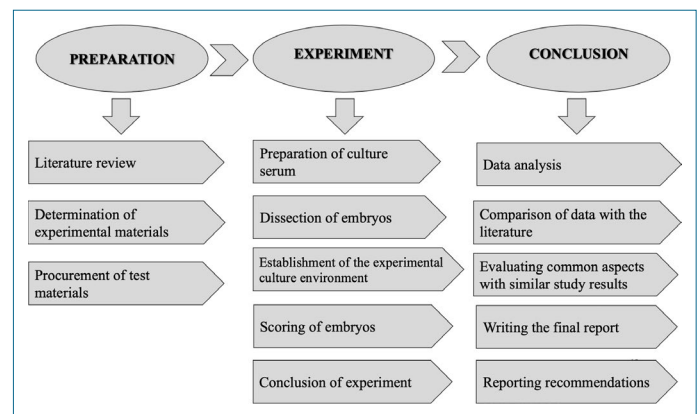 PREPARATION
EXPERIMENT
CONCLUSION
Literature review
Determination of
experimental materials
Procurement of test
materials
Preparation of culture
serum
Dissection of embryos
Establishment of the experimental
culture environment
Scoring of embryos
Conclusion of experiment
Data analysis
Comparison of data with the
literature
Evaluating common aspects
with similar study results
Writing the final report
Reporting recommendations